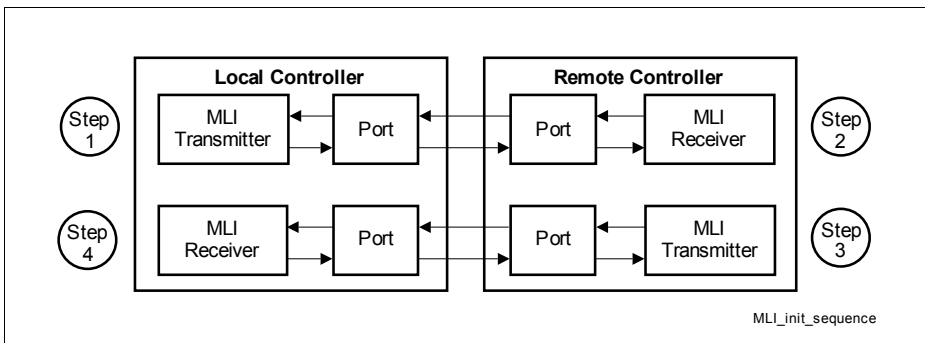 Local Controller
Remote Controller
Step
1
MLI
Transmitter
Port
Port
MLI
Receiver
Step
2
Step
4
MLI
Receiver
Port
Port
MLI
Transmitter
Step
3
MLI_init_sequence